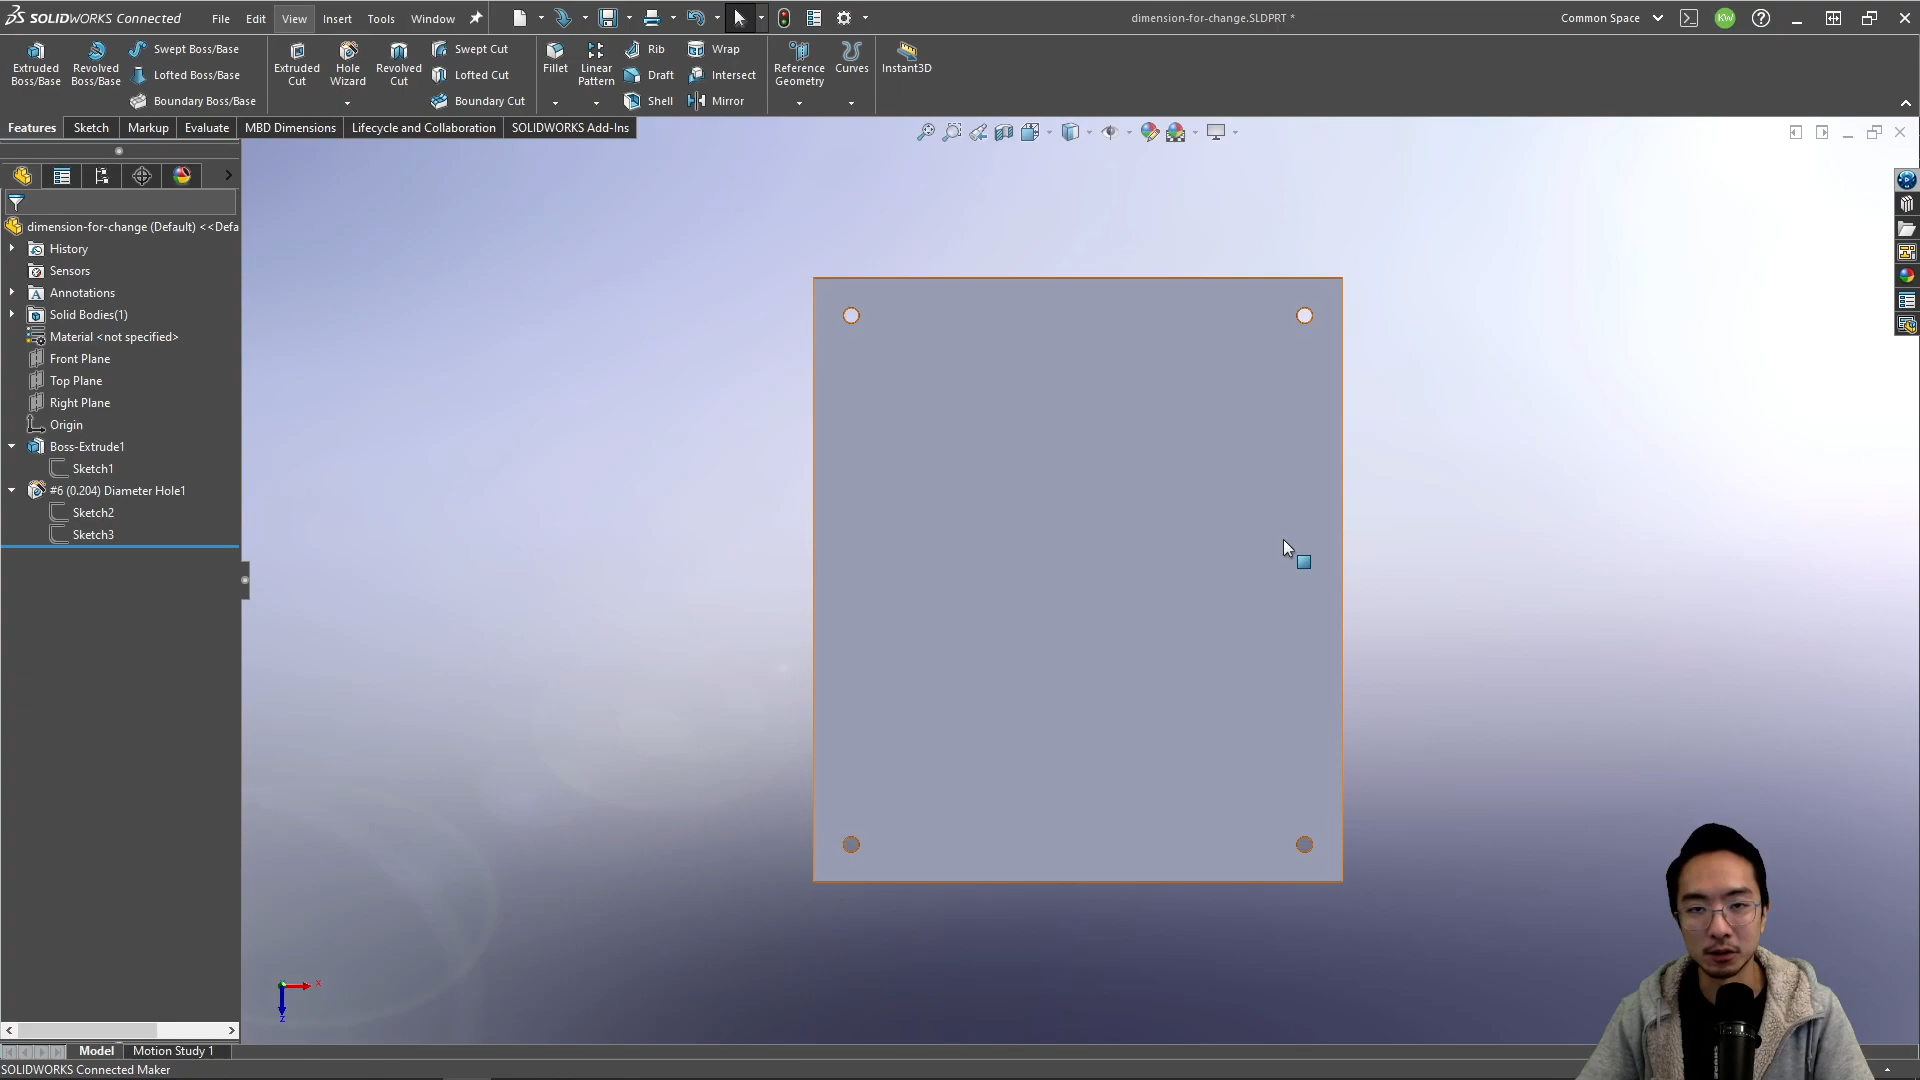 SOLIDWORKS Connected
File Edit View Insert Tools Window
dimension-for-change.SLDPRT *
Common Space
KW
Extruded Boss/Base
Revolved Boss/Base
Swept Boss/Base
Lofted Boss/Base
Boundary Boss/Base
Extruded Cut
Hole Wizard
Revolved Cut
Swept Cut
Lofted Cut
Boundary Cut
Fillet
Linear Pattern
Rib
Draft
Shell
Wrap
Intersect
Mirror
Reference Geometry
Curves
Instant3D
Features Sketch Markup Evaluate MBD Dimensions Lifecycle and Collaboration SOLIDWORKS Add-Ins
dimension-for-change (Default) <<Defa
History
Sensors
Annotations
Solid Bodies(1)
Material <not specified>
Front Plane
Top Plane
Right Plane
Origin
Boss-Extrude1
Sketch1
#6 (0.204) Diameter Hole1
Sketch2
Sketch3
X
Z
Model Motion Study 1
SOLIDWORKS Connected Maker